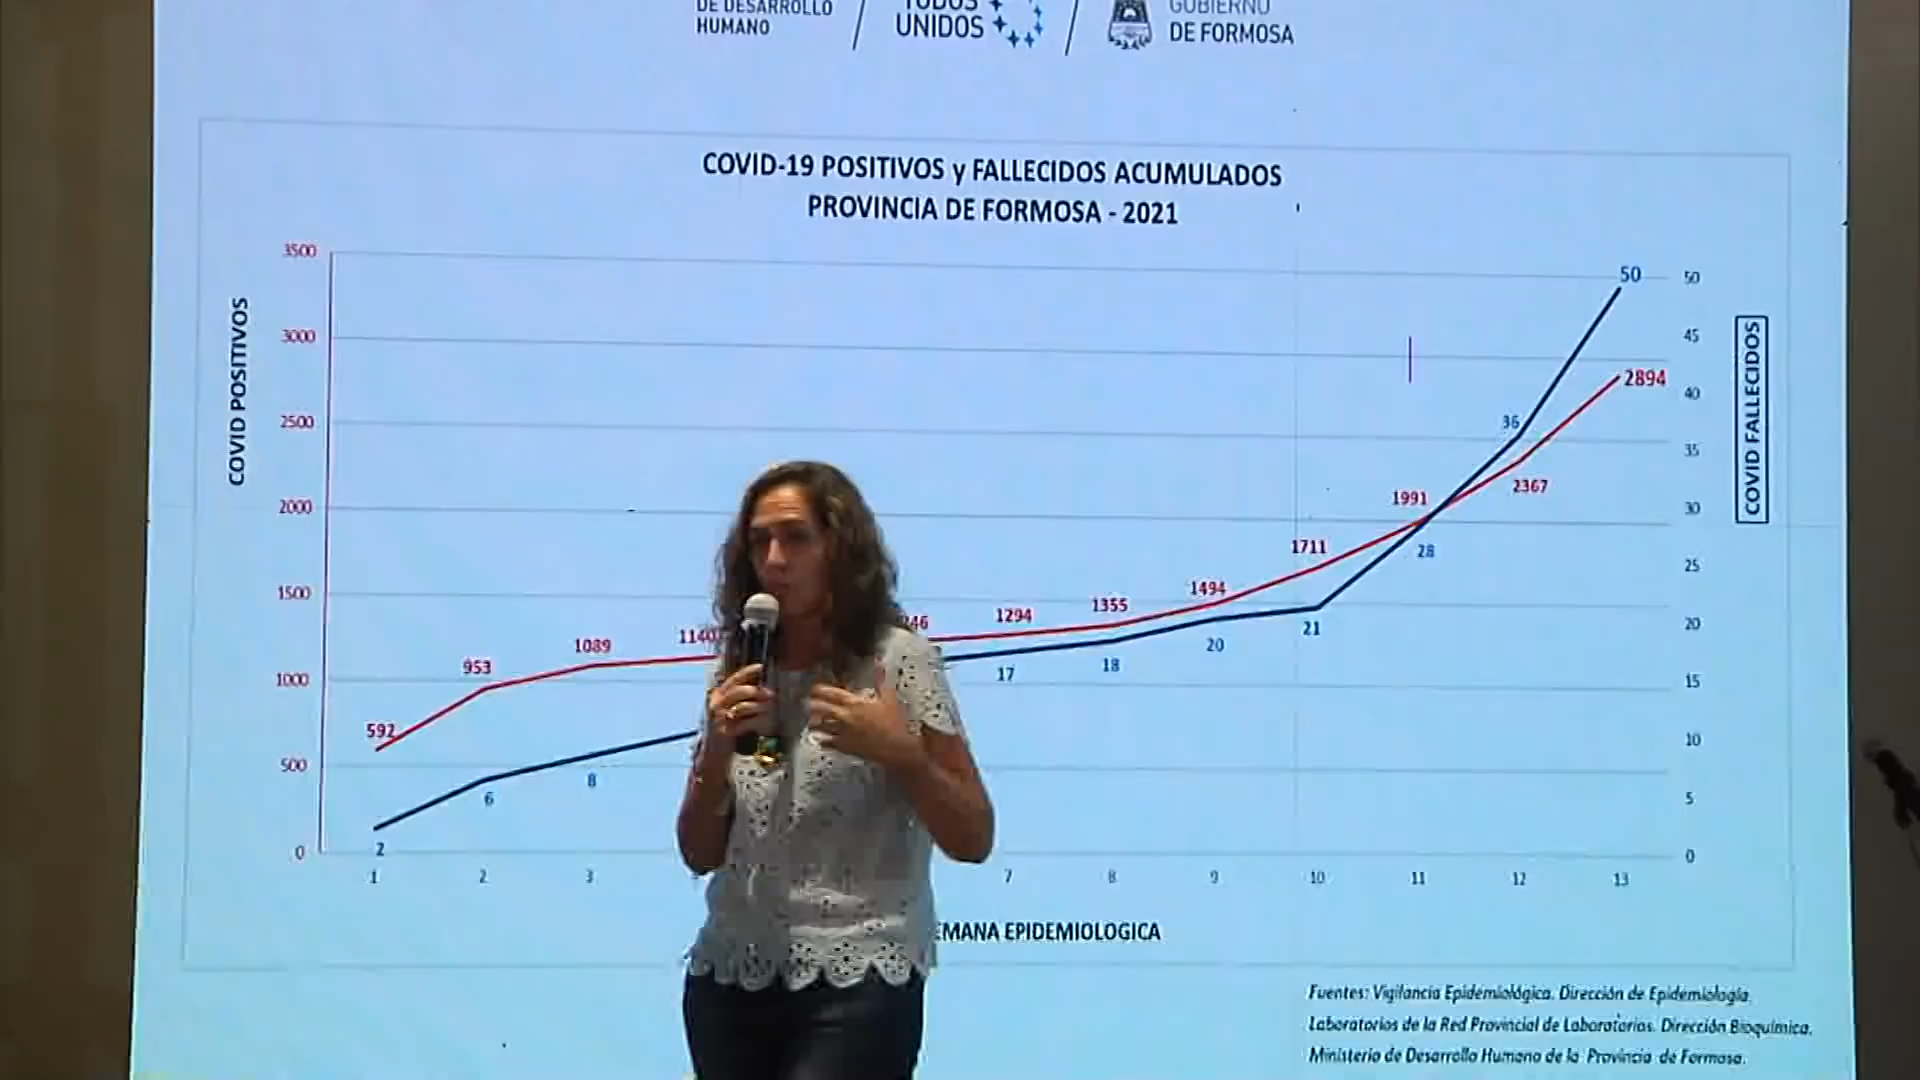 DE DESARROLLO
HUMANO
TODOS
UNIDOS
GOBIERNO
DE FORMOSA
COVID-19 POSITIVOS y FALLECIDOS ACUMULADOS
PROVINCIA DE FORMOSA - 2021
COVID POSITIVOS
3500
3000
2500
2000
1500
1000
500
0
592
953
1089
1140
1294
1355
1494
1711
1991
2367
2894
2
6
8
17
18
20
21
28
36
50
50
45
40
35
30
25
20
15
10
5
0
COVID FALLECIDOS
1 2 3 7 8 9 10 11 12 13
EPIDEMIOLOGICA
Fuentes: Vigilancia Epidemiológica. Dirección de Epidemiología.
Laboratorios de la Red Provincial de Laboratorios. Dirección Bioquímica.
Ministerio de Desarrollo Humano de la Provincia de Formosa.